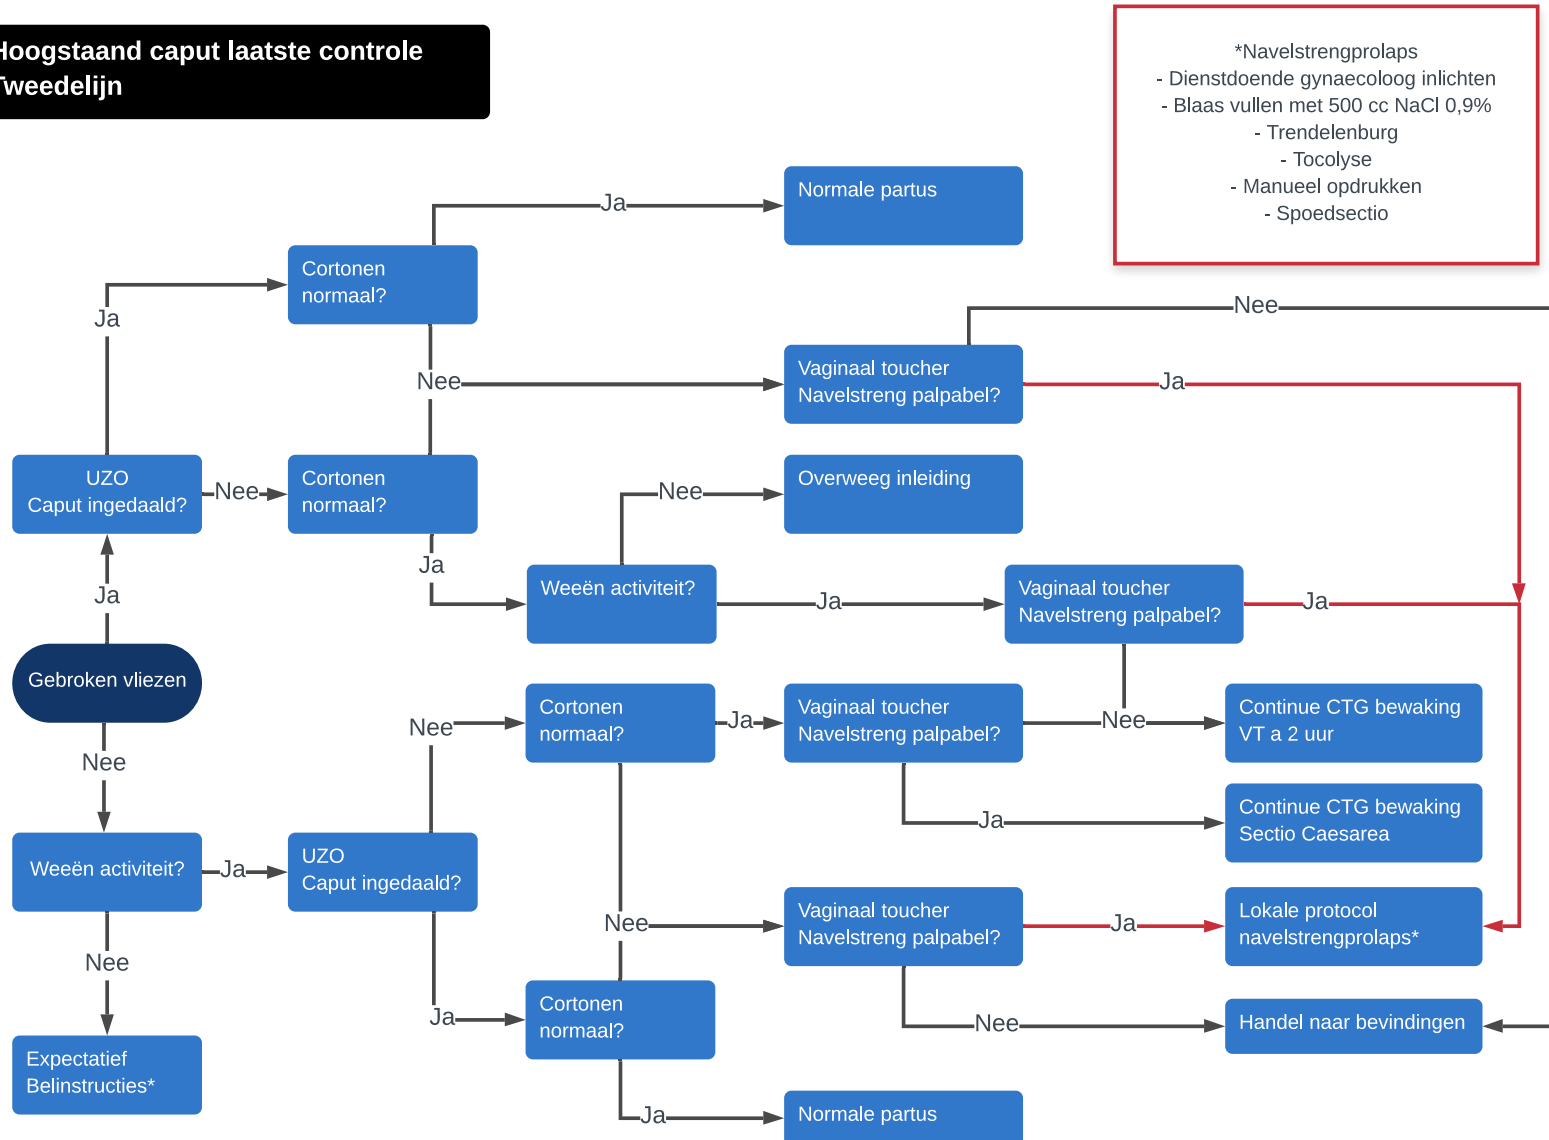 Hoogstaand caput laatste controle
Tweedelijn
*Navelstrengprolaps
- Dienstdoende gynaecoloog inlichten
- Blaas vullen met 500 cc NaCl 0,9%
- Trendelenburg
- Tocolyse
- Manueel opdrukken
- Spoedsectio
Ja
Normale partus
Cortonen
normaal?
Ja
Nee
Vaginaal toucher
Navelstreng palpabel?
Nee
Ja
UZO
Caput ingedaald?
Nee
Cortonen
normaal?
Nee
Overweeg inleiding
Ja
Ja
Weeën activiteit?
Ja
Vaginaal toucher
Navelstreng palpabel?
Ja
Gebroken vliezen
Nee
Cortonen
normaal?
Ja
Vaginaal toucher
Navelstreng palpabel?
Nee
Continue CTG bewaking
VT a 2 uur
Nee
Ja
Continue CTG bewaking
Sectio Caesarea
Weeën activiteit?
Ja
UZO
Caput ingedaald?
Nee
Vaginaal toucher
Navelstreng palpabel?
Ja
Lokale protocol
navelstrengprolaps*
Nee
Ja
Cortonen
normaal?
Nee
Handel naar bevindingen
Expectatief
Belinstructies*
Ja
Normale partus